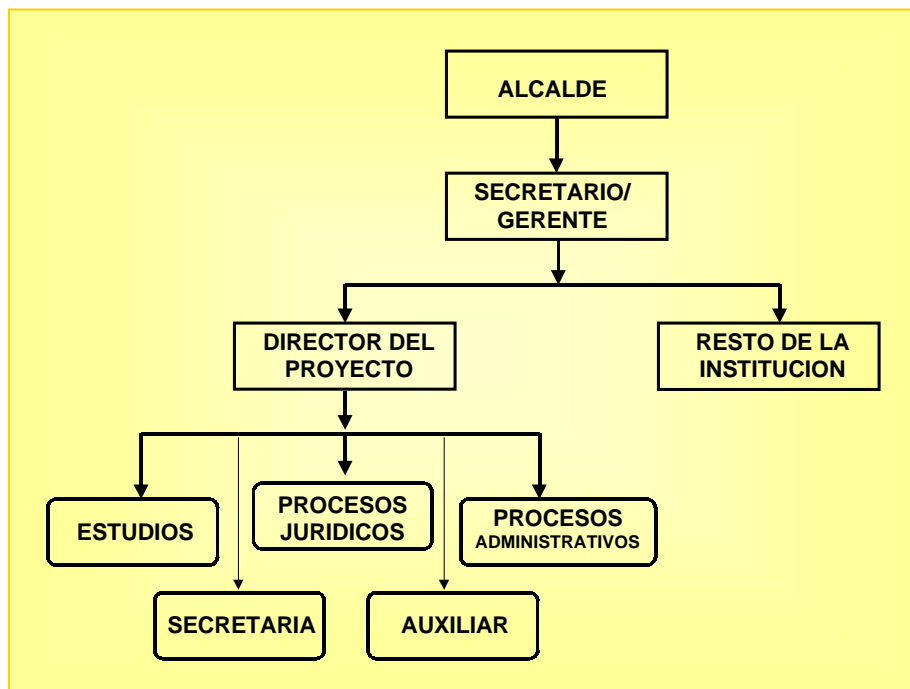 ALCALDE
SECRETARIO/
GERENTE
DIRECTOR DEL
PROYECTO
RESTO DE LA
INSTITUCION
ESTUDIOS
PROCESOS
JURIDICOS
PROCESOS
ADMINISTRATIVOS
SECRETARIA
AUXILIAR